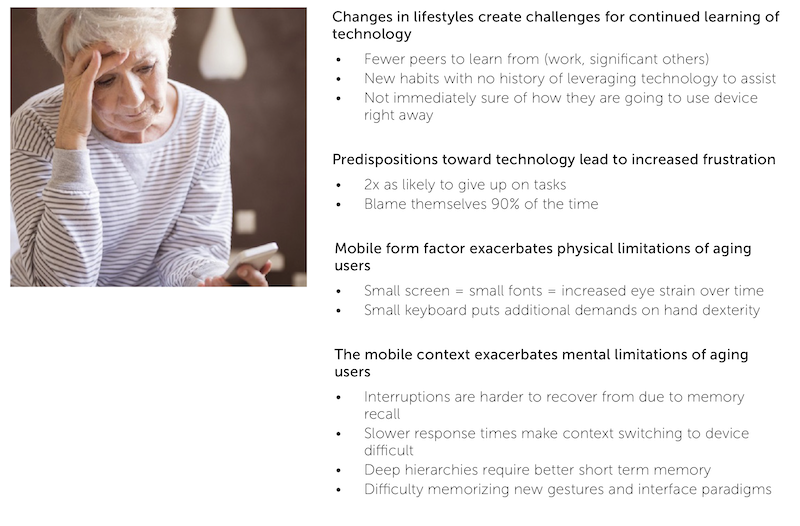 Changes in lifestyles create challenges for continued learning of
technology
• Fewer peers to learn from (work, significant others)
• New habits with no history of leveraging technology to assist
• Not immediately sure of how they are going to use device
right away
Predispositions toward technology lead to increased frustration
• 2x as likely to give up on tasks
• Blame themselves 90% of the time
Mobile form factor exacerbates physical limitations of aging
users
• Small screen = small fonts = increased eye strain over time
• Small keyboard puts additional demands on hand dexterity
The mobile context exacerbates mental limitations of aging
users
• Interruptions are harder to recover from due to memory
recall
• Slower response times make context switching to device
difficult
• Deep hierarchies require better short term memory
• Difficulty memorizing new gestures and interface paradigms